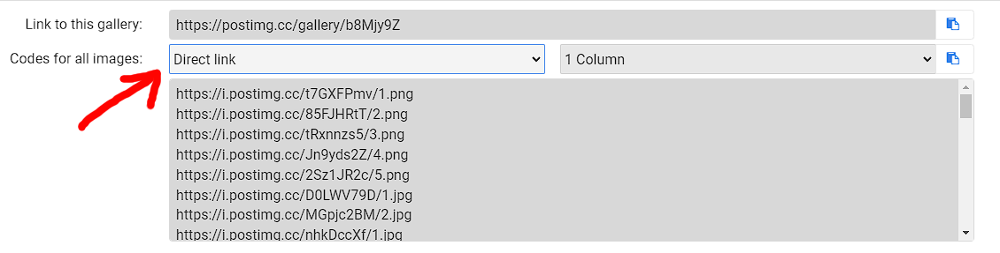 Link to this gallery:
https://postimg.cc/gallery/b8Mjy9Z
Codes for all images:
Direct link
1 Column
https://i.postimg.cc/t7GXFPmv/1.png
https://i.postimg.cc/85FJHRtT/2.png
https://i.postimg.cc/tRxnnzs5/3.png
https://i.postimg.cc/Jn9yds2Z/4.png
https://i.postimg.cc/2Sz1JR2c/5.png
https://i.postimg.cc/D0LWV79D/1.jpg
https://i.postimg.cc/MGpjc2BM/2.jpg
https://i.postimg.cc/nhkDccXf/1.jpg